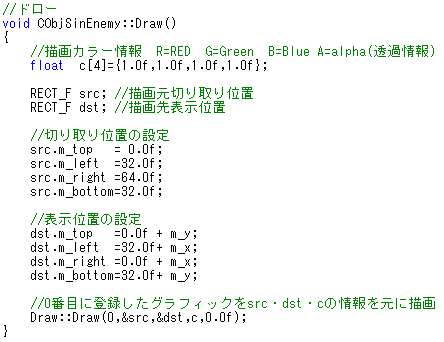 //ドロー
void CObjSinEnemy::Draw()
{
    //描画カラー情報  R=RED  G=Green  B=Blue A=alpha(透過情報)
    float  c[4]={1.0f,1.0f,1.0f,1.0f};

    RECT_F src; //描画元切り取り位置
    RECT_F dst; //描画先表示位置

    //切り取り位置の設定
    src.m_top   = 0.0f;
    src.m_left  =32.0f;
    src.m_right =64.0f;
    src.m_bottom=32.0f;

    //表示位置の設定
    dst.m_top   =0.0f + m_y;
    dst.m_left  =32.0f+ m_x;
    dst.m_right =0.0f + m_x;
    dst.m_bottom=32.0f+ m_y;

    //0番目に登録したグラフィックをsrc・dst・cの情報を元に描画
    Draw::Draw(0,&src,&dst,c,0.0f);
}